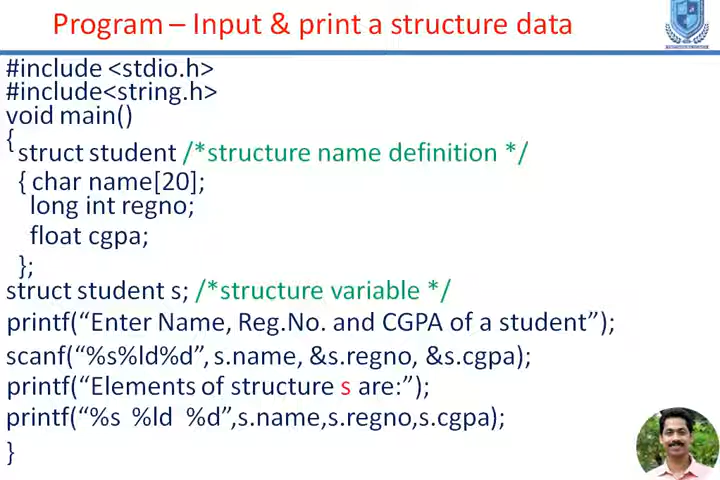 Program – Input & print a structure data
#include <stdio.h>
#include<string.h>
void main()
{
struct student /*structure name definition */
{ char name[20];
long int regno;
float cgpa;
};
struct student s; /*structure variable */
printf(“Enter Name, Reg.No. and CGPA of a student”);
scanf(“%s%ld%d”, s.name, &s.regno, &s.cgpa);
printf(“Elements of structure s are:”);
printf(“%s %ld %d”,s.name,s.regno,s.cgpa);
}